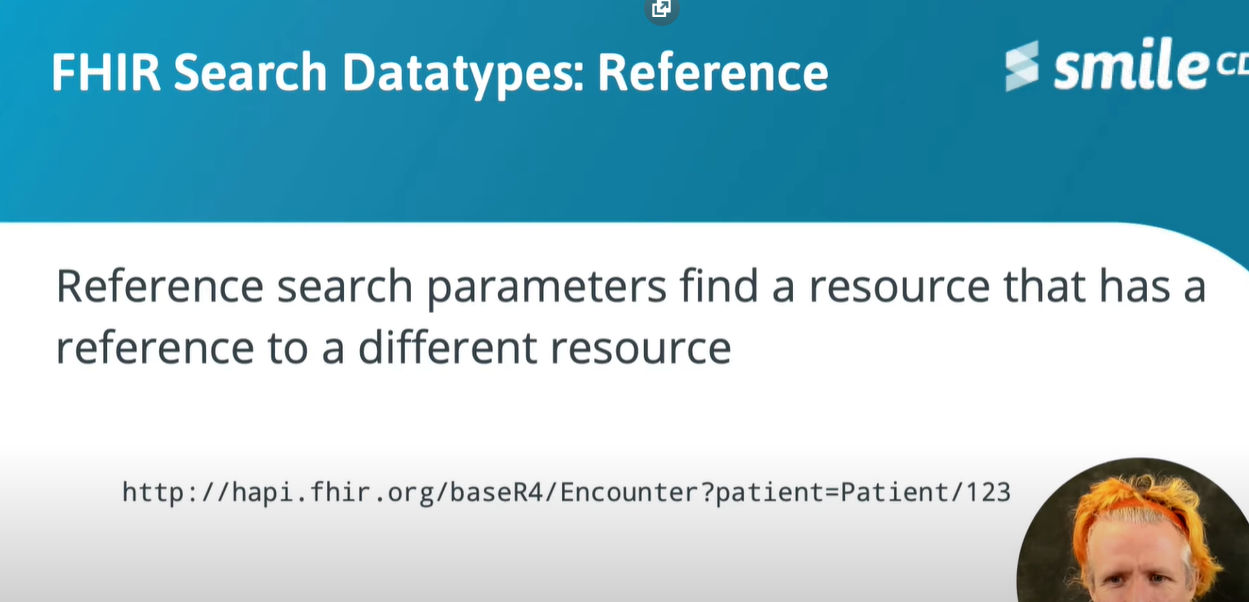 FHIR Search Datatypes: Reference
smile
Reference search parameters find a resource that has a
reference to a different resource
http://hapi.fhir.org/baseR4/Encounter?patient=Patient/123